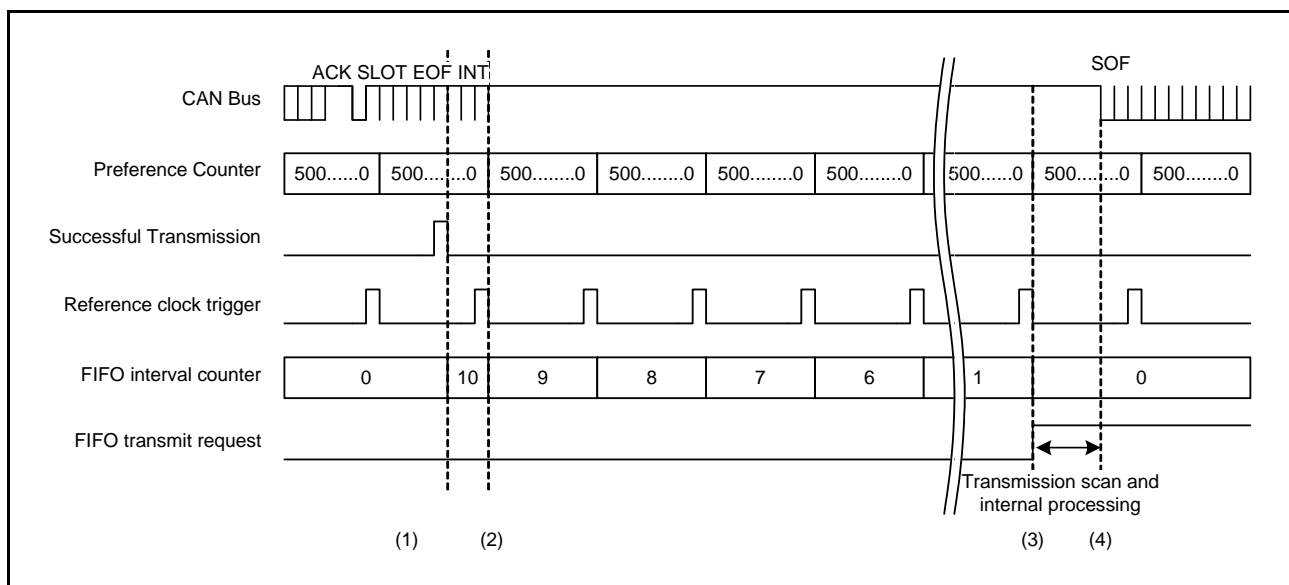 ACK SLOT EOF INT
SOF
CAN Bus
Preference Counter
500......0 500........0 500........0 500........0 500........0 500........0 500......0 500........0 500........0
Successful Transmission
Reference clock trigger
FIFO interval counter
0 10 9 8 7 6 1 0
FIFO transmit request
Transmission scan and
internal processing
(1) (2) (3) (4)